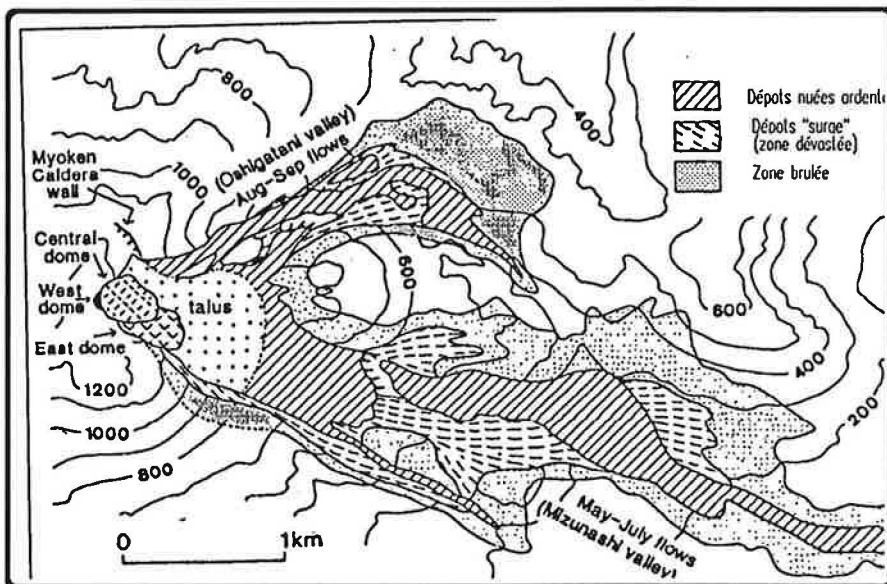 800
400
Dépots nuées ardente
Dépots "surge"
(zone dévastée)
Zone brulée
Myoken
Caldera
wall
1000
(Oshigatani valley)
Aug-Sep flows
Central
dome
West
dome
talus
600
600
East dome
400
1200
1000
200
800
0 1km
May-July flows
(Mizunashi valley)